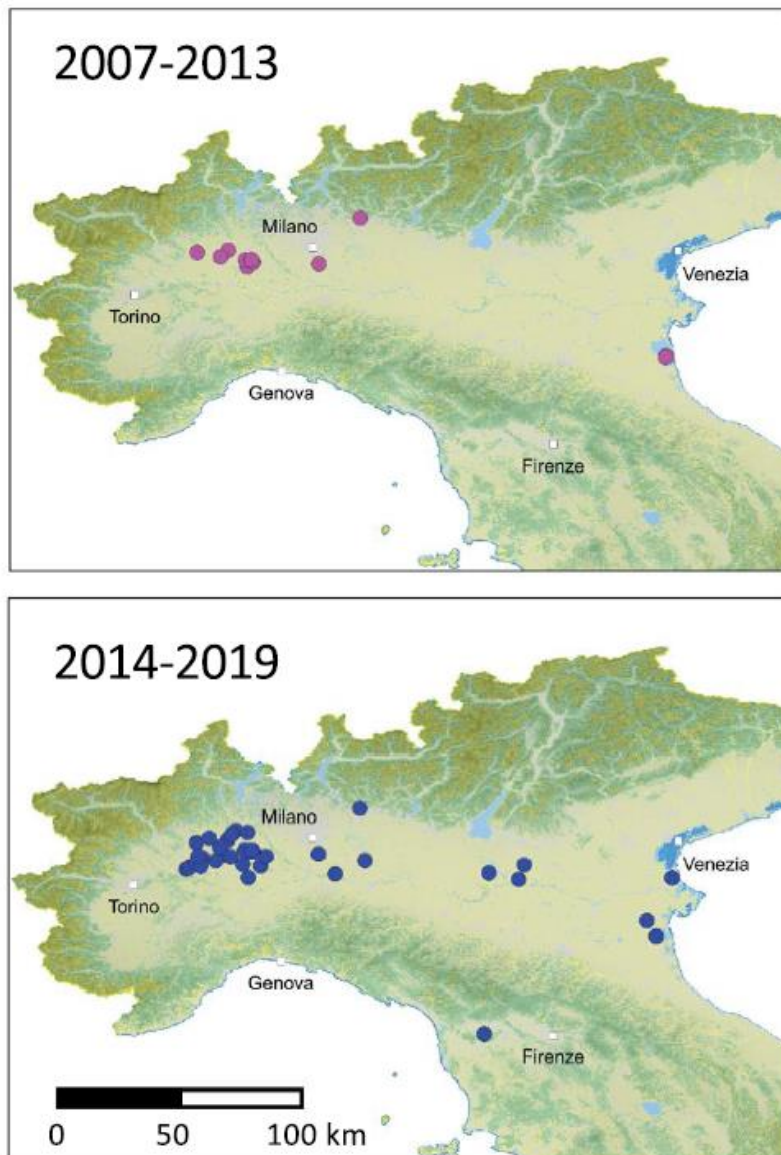 2007-2013
Milano
Venezia
Torino
Genova
Firenze
2014-2019
Milano
Venezia
Torino
Genova
Firenze
0 50 100 km